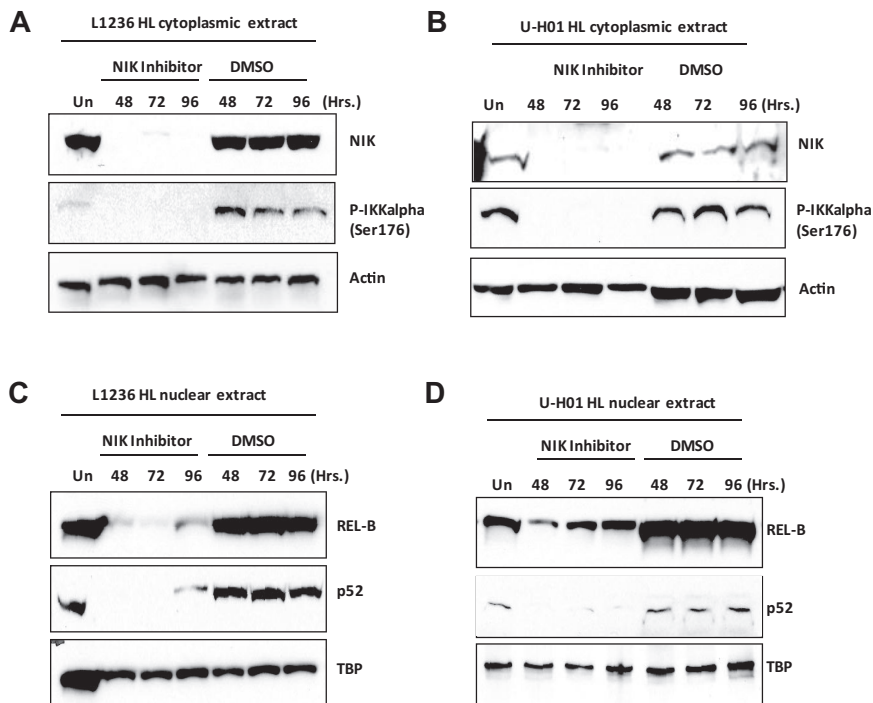 A
L1236 HL cytoplasmic extract
NIK Inhibitor DMSO
Un 48 72 96 48 72 96 (Hrs.)
NIK
P-IKKalpha
(Ser176)
Actin
B
U-H01 HL cytoplasmic extract
NIK Inhibitor DMSO
Un 48 72 96 48 72 96 (Hrs.)
NIK
P-IKKalpha
(Ser176)
Actin
C
L1236 HL nuclear extract
NIK Inhibitor DMSO
Un 48 72 96 48 72 96 (Hrs.)
REL-B
p52
TBP
D
U-H01 HL nuclear extract
NIK Inhibitor DMSO
Un 48 72 96 48 72 96 (Hrs.)
REL-B
p52
TBP